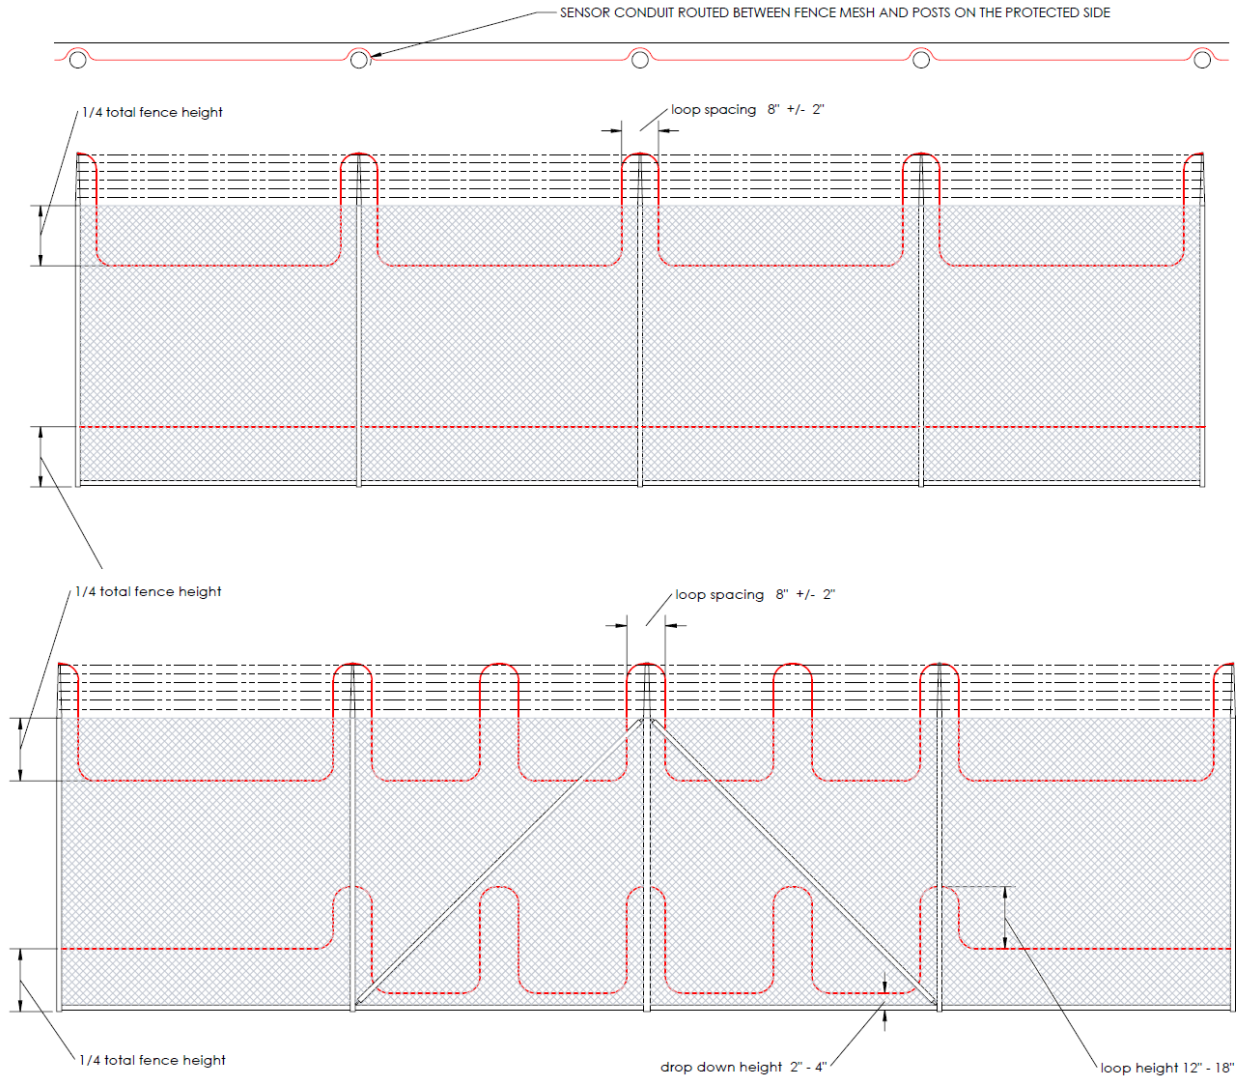 SENSOR CONDUIT ROUTED BETWEEN FENCE MESH AND POSTS ON THE PROTECTED SIDE
1/4 total fence height
loop spacing 8" +/- 2"
1/4 total fence height
loop spacing 8" +/- 2"
1/4 total fence height
drop down height 2" - 4"
loop height 12" - 18"